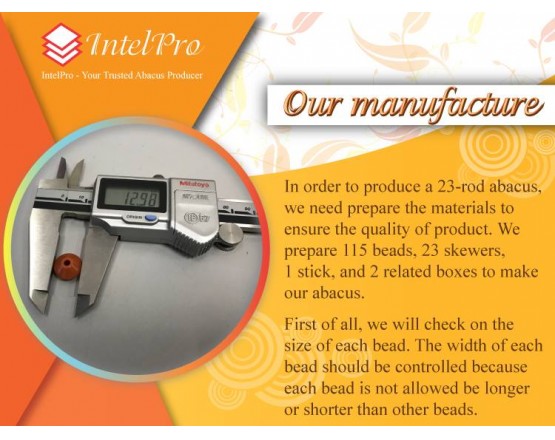 IntelPro
IntelPro - Your Trusted Abacus Producer
Our manufacture
Mitutoyo
12.98
ORIGIN
In order to produce a 23-rod abacus,
we need prepare the materials to
ensure the quality of product. We
prepare 115 beads, 23 skewers,
1 stick, and 2 related boxes to make
our abacus.
First of all, we will check on the
size of each bead. The width of each
bead should be controlled because
each bead is not allowed be longer
or shorter than other beads.